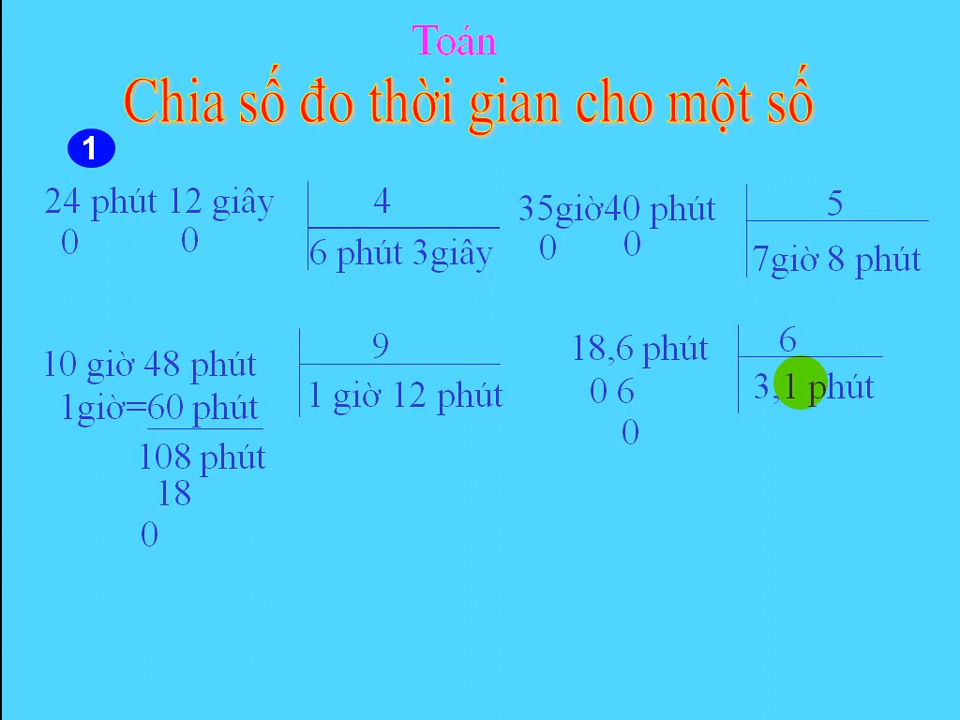 Toán
Chia số đo thời gian cho một số
1
24 phút 12 giây 4
0 0 6 phút 3giây
35giờ40 phút 5
0 0 7giờ 8 phút
10 giờ 48 phút 9
1giờ=60 phút 1 giờ 12 phút
108 phút
18
0
18,6 phút 6
0 6 3,1 phút
0